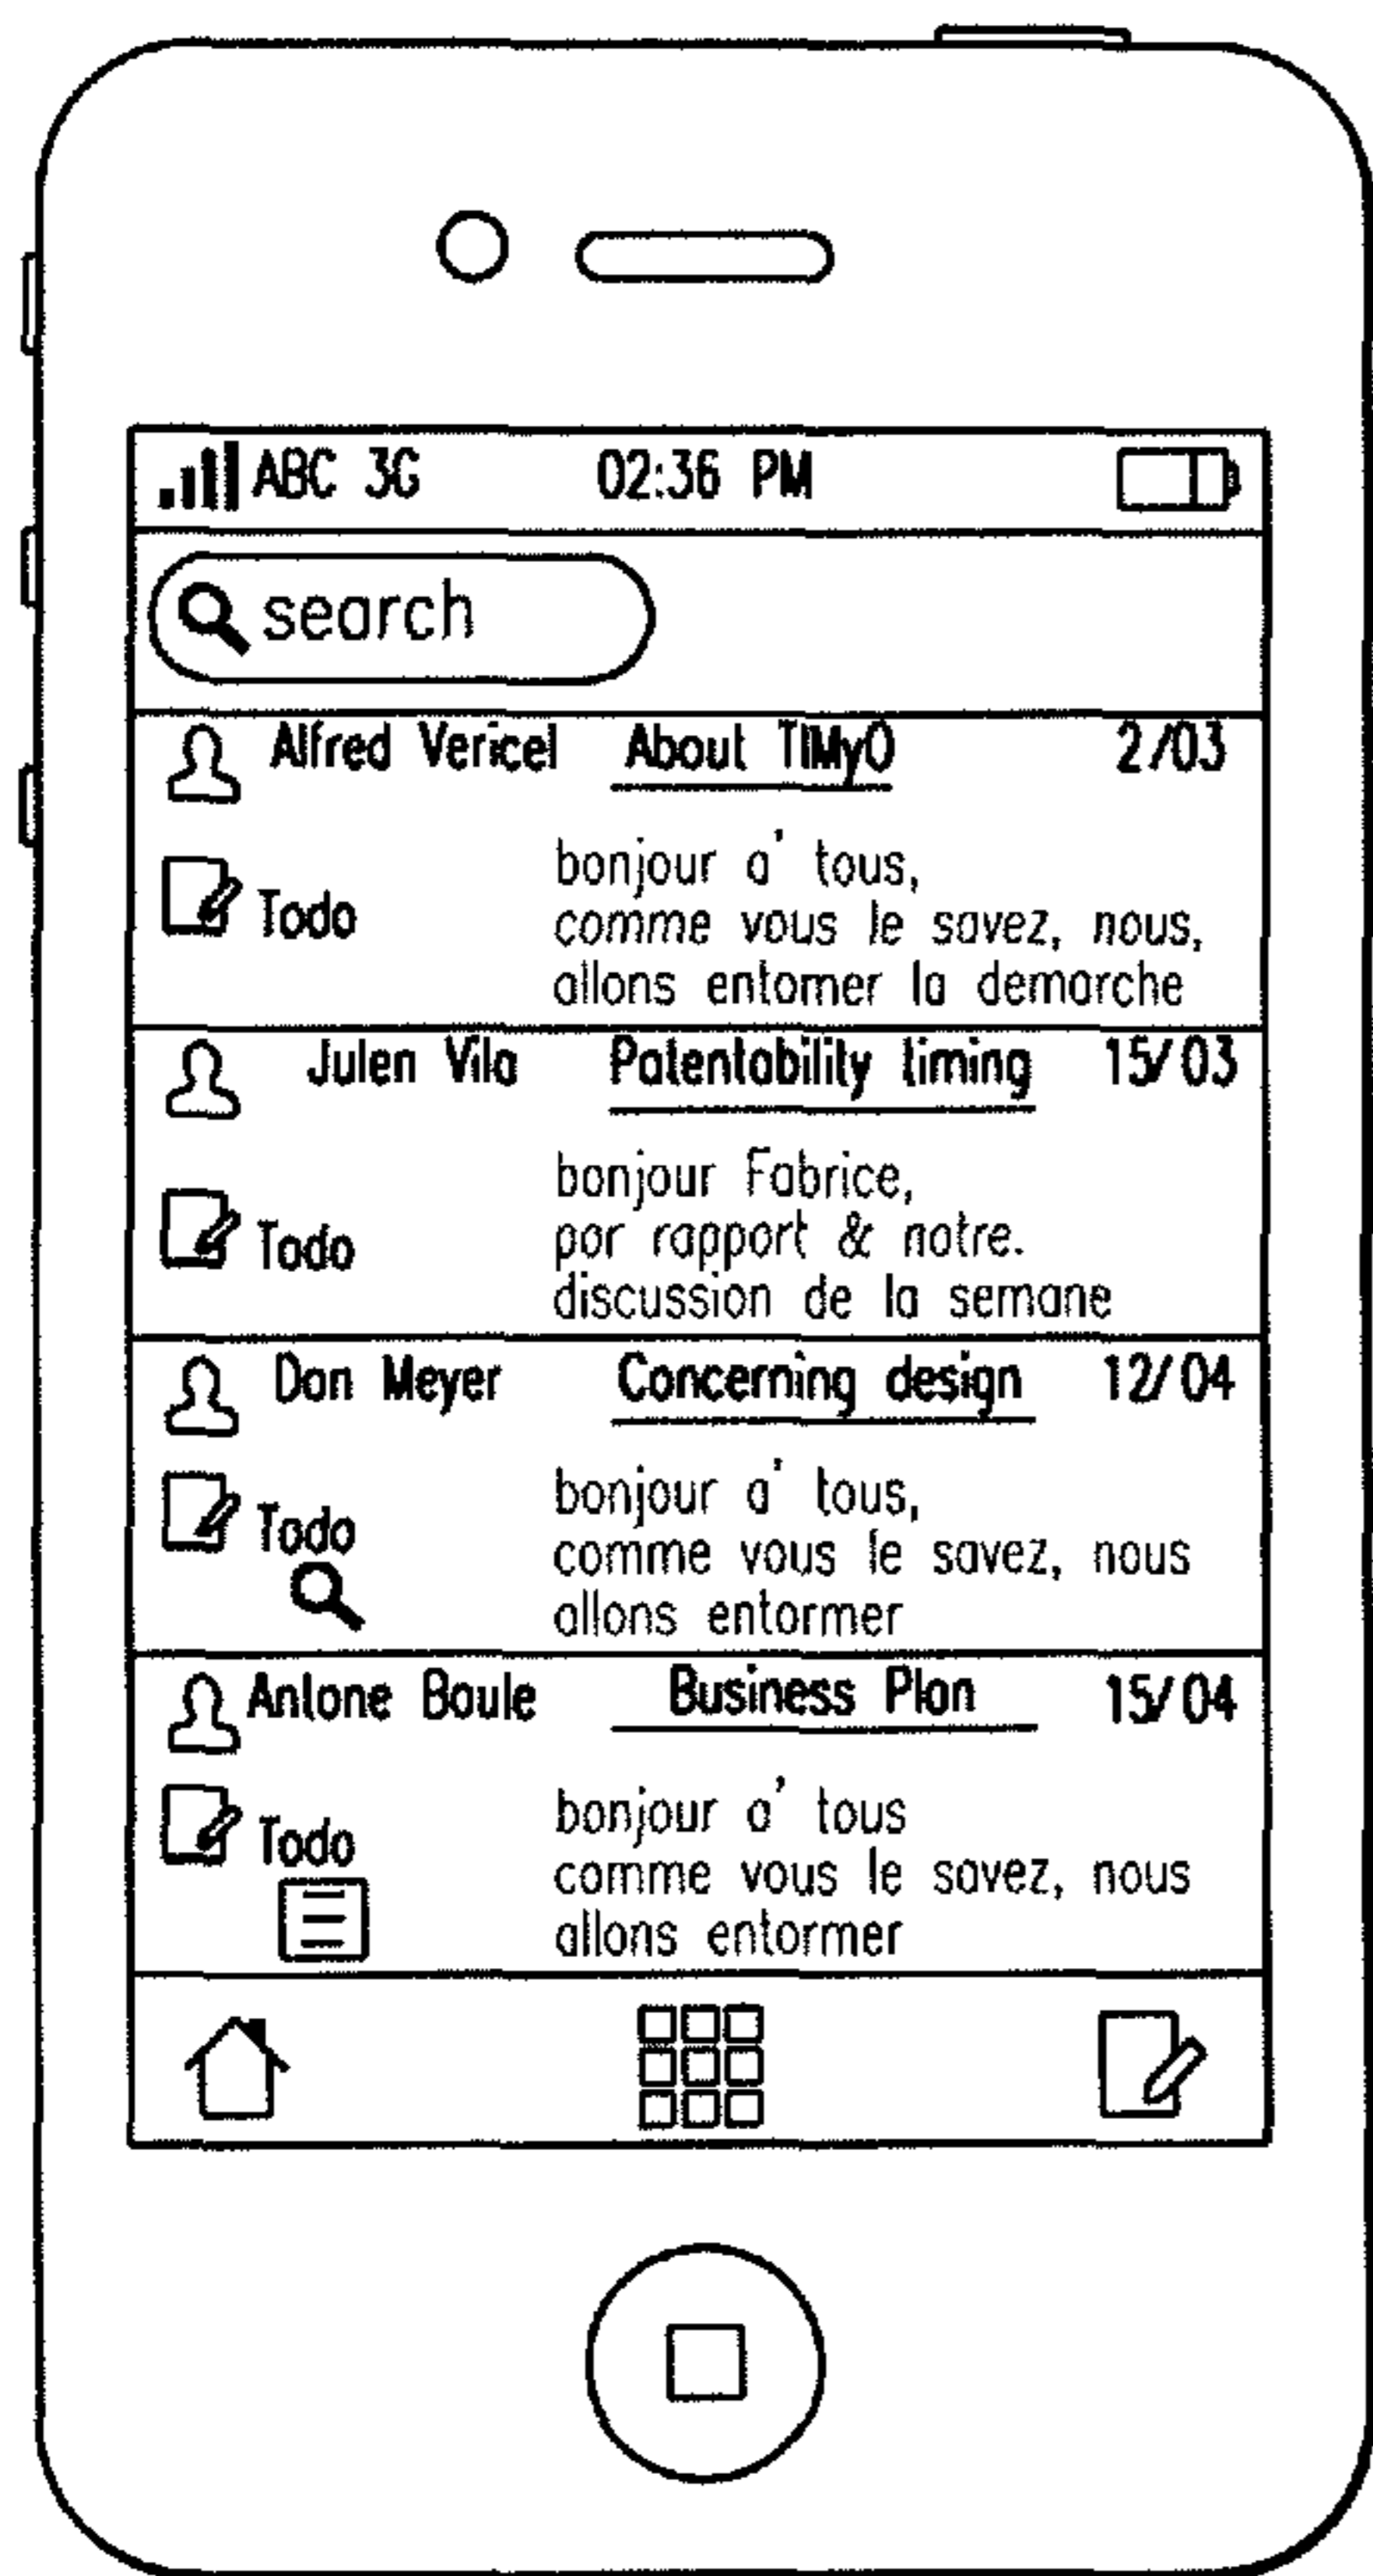 ABC 3G 02:36 PM
search
Alfred Vericel About TIMyO 2/03
Todo
bonjour a' tous,
comme vous le savez, nous,
allons entomer la demarche
Julen Vila Patentability timing 15/03
Todo
bonjour Fabrice,
par rapport & notre.
discussion de la semane
Dan Meyer Concerning design 12/04
Todo
bonjour a' tous,
comme vous le savez, nous
allons entormer
Antone Boule Business Plan 15/04
Todo
bonjour a' tous
comme vous le savez, nous
allons entormer